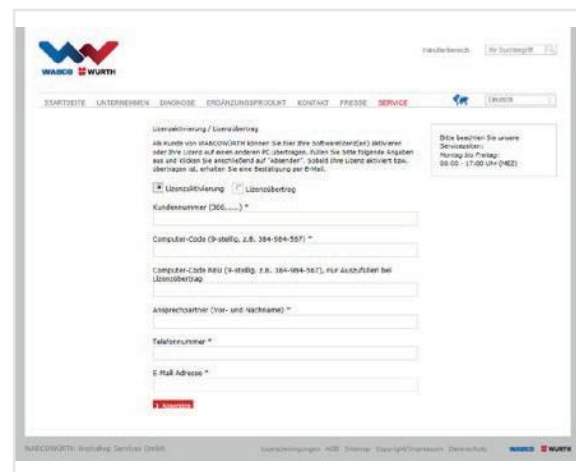 Händlerbereich
Ihr Suchbegriff
WABCO WÜRTH
STARTSEITE UNTERNEHMEN DIAGNOSE ERGÄNZUNGSPRODUKT KONTAKT PRESSE SERVICE
Deutsch
Lizenzaktivierung / Lizenzübertrag
Als Kunde von WABCOWÜRTH können Sie hier Ihre Softwarelizenz(en) aktivieren
oder Ihre Lizenz auf einen anderen PC übertragen. Füllen Sie bitte folgende Angaben
aus und klicken Sie anschließend auf "Absenden". Sobald Ihre Lizenz aktiviert bzw.
übertragen ist, erhalten Sie eine Bestätigung per E-Mail.
Bitte beachten Sie unsere
Servicezeiten:
Montag bis Freitag:
08:00 - 17:00 Uhr (MEZ)
Lizenzaktivierung Lizenzübertrag
Kundennummer (300.....) *
Computer-Code (9-stellig, z.B. 384-984-567) *
Computer-Code NEU (9-stellig, z.B. 384-984-567), nur Auszufüllen bei
Lizenzübertrag
Ansprechpartner (Vor- und Nachname) *
Telefonnummer *
E-Mail Adresse *
Absenden
WABCOWÜRTH Workshop Services GmbH
Lizenzbedingungen AGB Sitemap Copyright/Impressum Datenschutz
WABCO WÜRTH